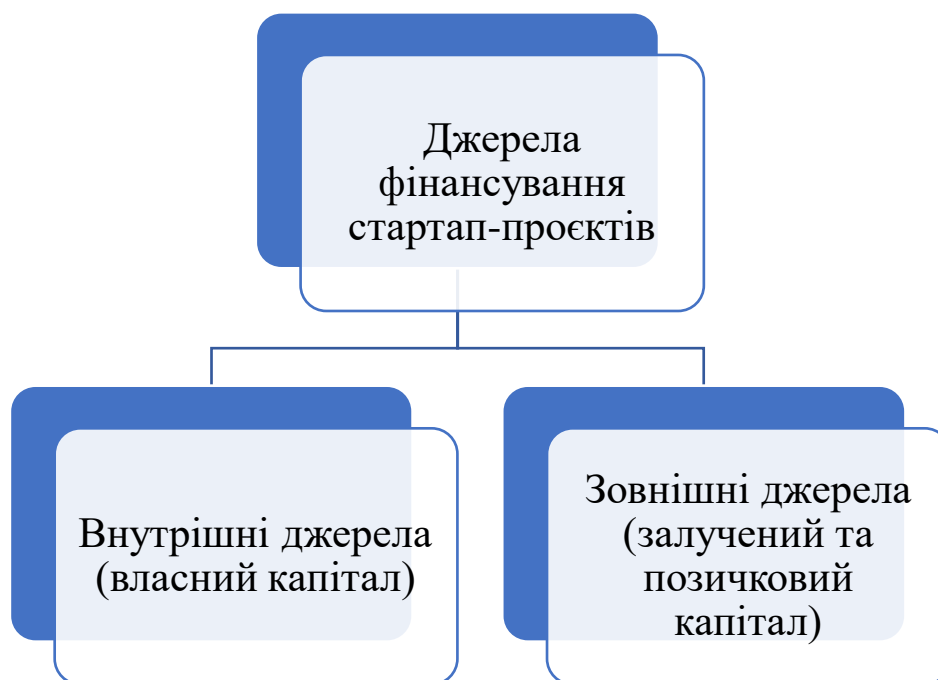 Джерела
фінансування
стартап-проєктів
Внутрішні джерела
(власний капітал)
Зовнішні джерела
(залучений та
позичковий
капітал)